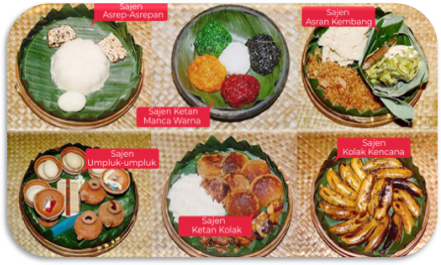 Sajen
Asrep-Asrepan
Sajen Ketan
Manca Warna
Sajen
Asran Kembang
Sajen
Umpluk-umpluk
Sajen
Ketan Kolak
Sajen
Kolak Kencana